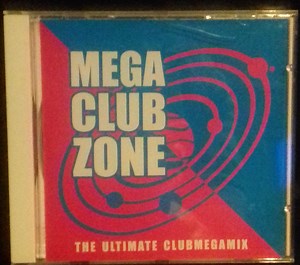 MEGA
CLUB
ZONE
THE ULTIMATE CLUBMEGAMIX